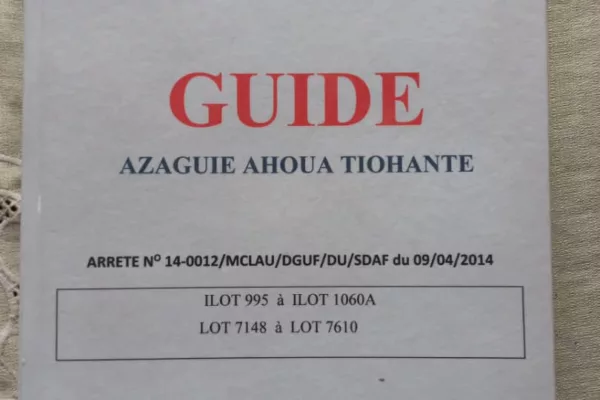 GUIDE
AZAGUIE AHOUA TIOHANTE
ARRETE Nº 14-0012/MCLAU/DGUF/DU/SDAF du 09/04/2014
ILOT 995 à ILOT 1060A
LOT 7148 à LOT 7610